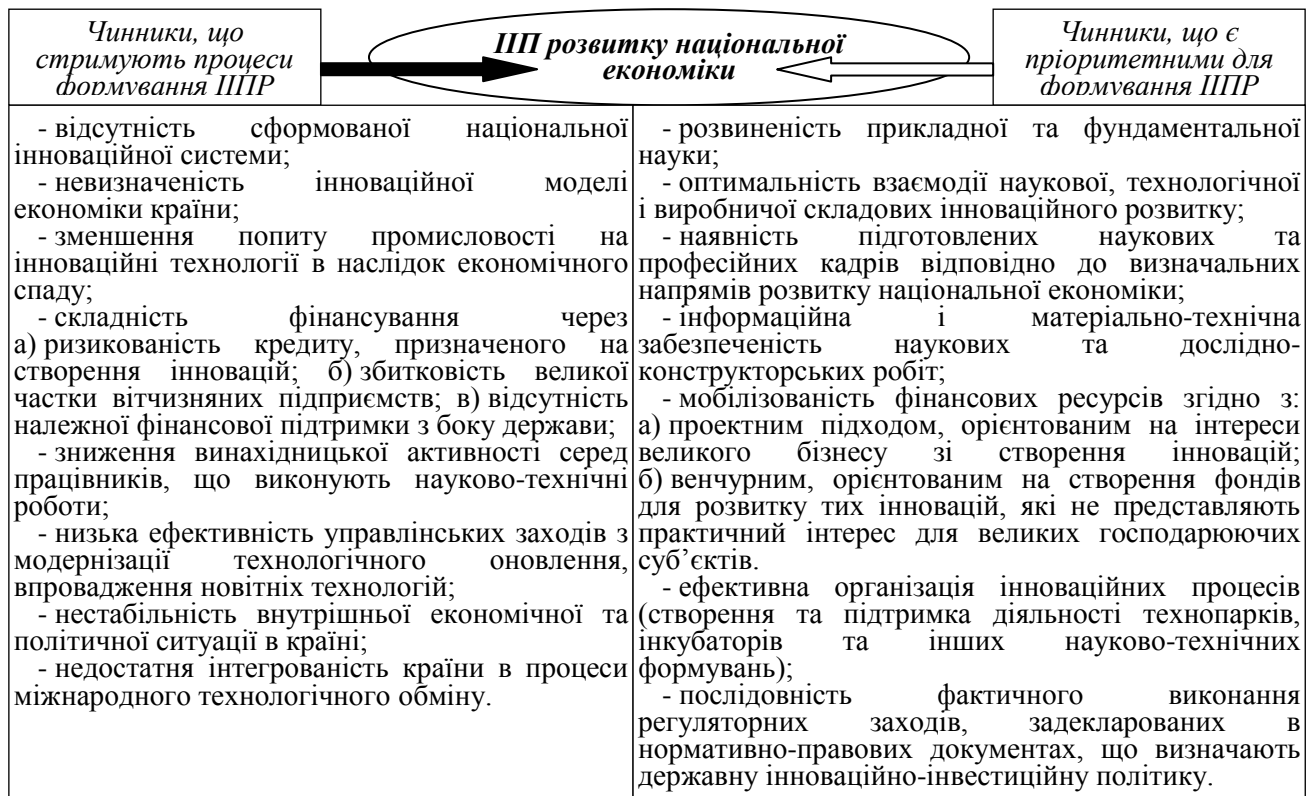 Чинники, що
стримують процеси
формування ІІПР
ІІП розвитку національної
економіки
Чинники, що є
пріоритетними для
формування ІІПР
- відсутність сформованої національної
інноваційної системи;
- невизначеність інноваційної моделі
економіки країни;
- зменшення попиту промисловості на
інноваційні технології в наслідок економічного
спаду;
- складність фінансування через
а) ризикованість кредиту, призначеного на
створення інновацій; б) збитковість великої
частки вітчизняних підприємств; в) відсутність
належної фінансової підтримки з боку держави;
- зниження винахідницької активності серед
працівників, що виконують науково-технічні
роботи;
- низька ефективність управлінських заходів з
модернізації технологічного оновлення,
впровадження новітніх технологій;
- нестабільність внутрішньої економічної та
політичної ситуації в країні;
- недостатня інтегрованість країни в процеси
міжнародного технологічного обміну.
- розвиненість прикладної та фундаментальної
науки;
- оптимальність взаємодії наукової, технологічної
і виробничої складових інноваційного розвитку;
- наявність підготовлених наукових та
професійних кадрів відповідно до визначальних
напрямів розвитку національної економіки;
- інформаційна і матеріально-технічна
забезпеченість наукових та дослідно-
конструкторських робіт;
- мобілізованість фінансових ресурсів згідно з:
а) проектним підходом, орієнтованим на інтереси
великого бізнесу зі створення інновацій;
б) венчурним, орієнтованим на створення фондів
для розвитку тих інновацій, які не представляють
практичний інтерес для великих господарюючих
суб’єктів.
- ефективна організація інноваційних процесів
(створення та підтримка діяльності технопарків,
інкубаторів та інших науково-технічних
формувань);
- послідовність фактичного виконання
регуляторних заходів, задекларованих в
нормативно-правових документах, що визначають
державну інноваційно-інвестиційну політику.